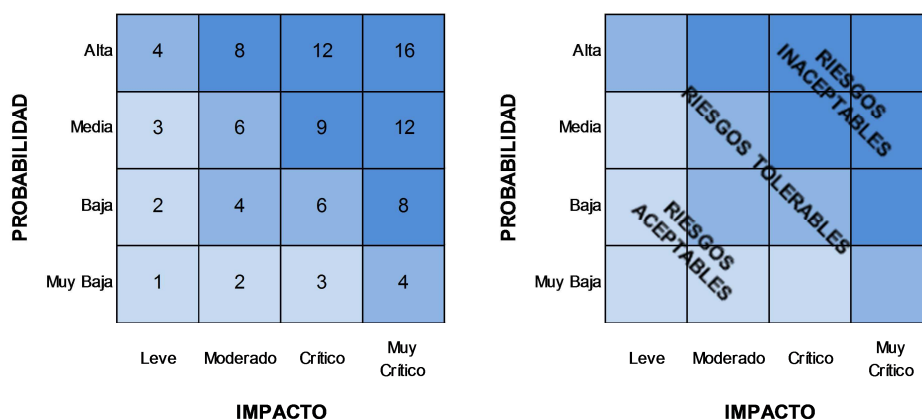 PROBABILIDAD
Alta
4 8 12 16
Media
3 6 9 12
Baja
2 4 6 8
Muy Baja
1 2 3 4
Leve Moderado Crítico Muy
Crítico
IMPACTO
PROBABILIDAD
Alta
Media
Baja
Muy Baja
RIESGOS
INACEPTABLES
RIESGOS TOLERABLES
RIESGOS
ACEPTABLES
Leve Moderado Crítico Muy
Crítico
IMPACTO